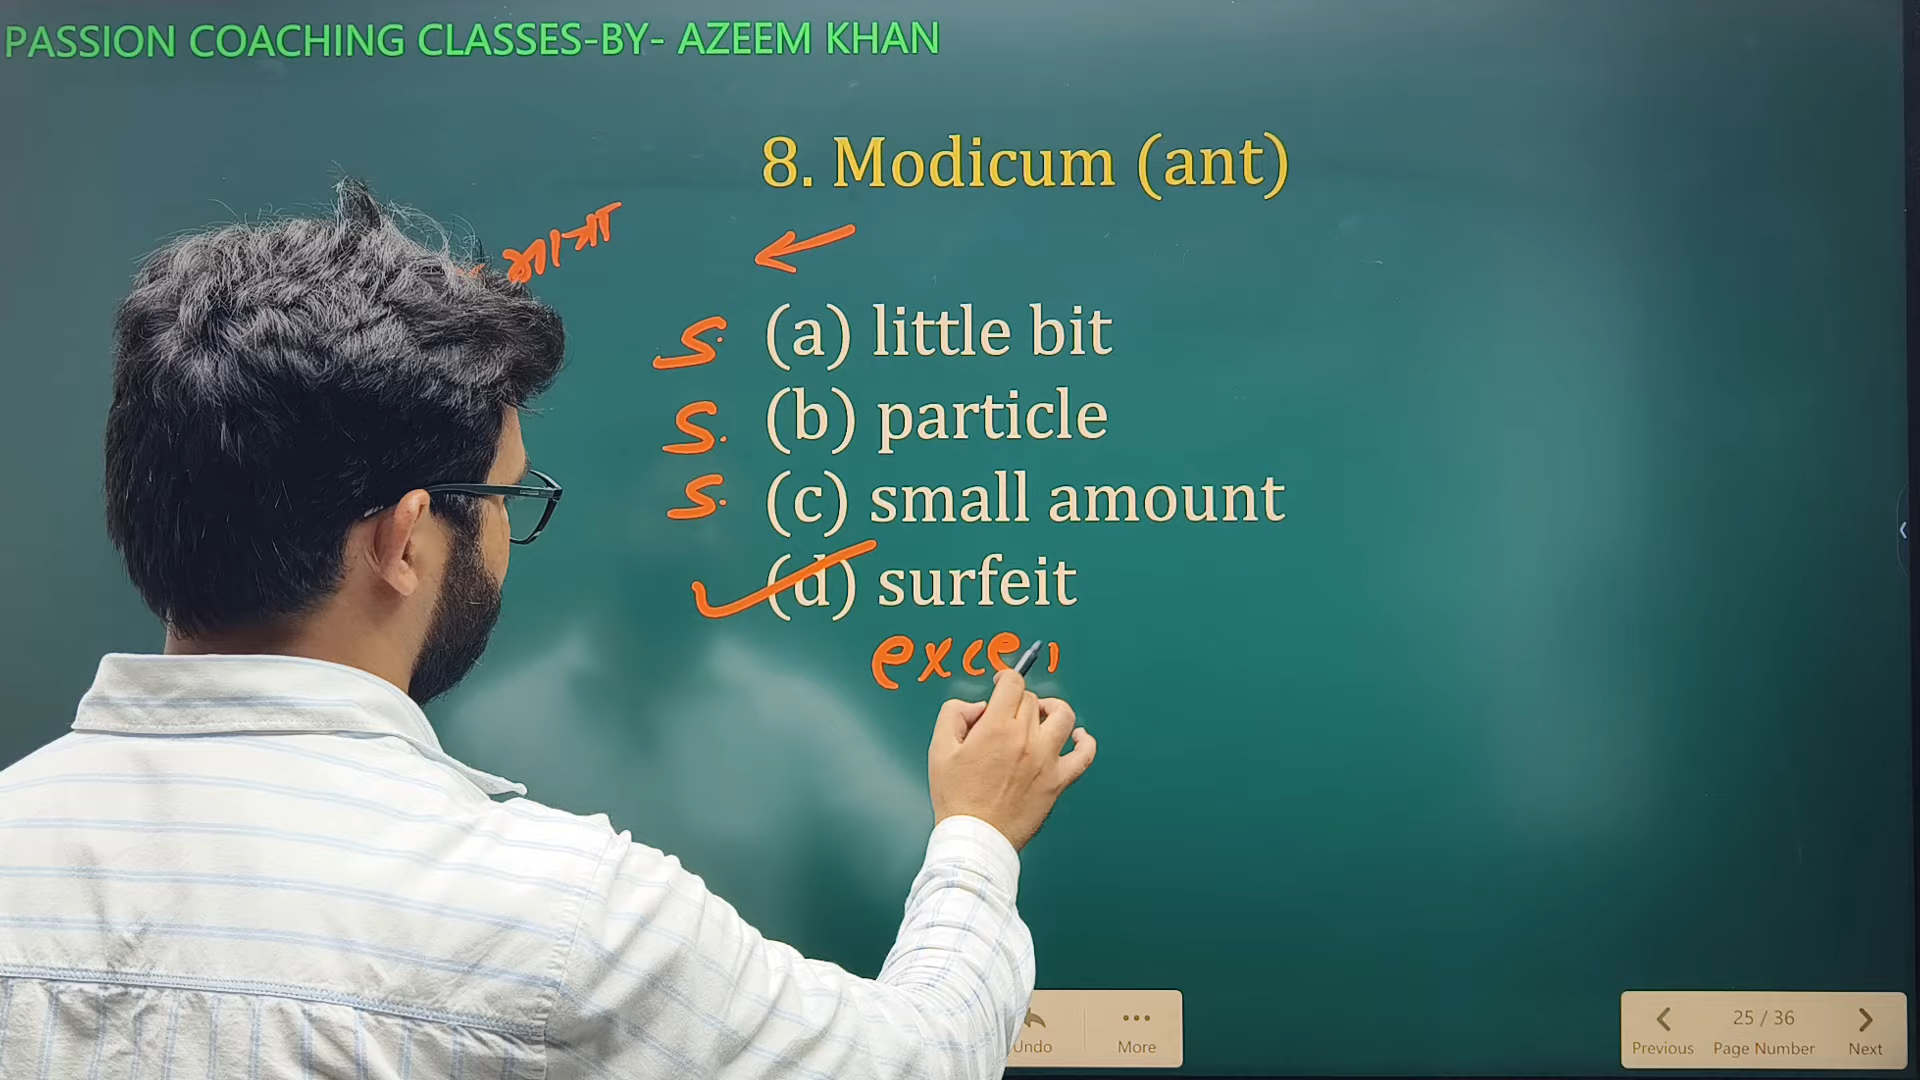 PASSION COACHING CLASSES-BY- AZEEM KHAN
8. Modicum (ant)
मात्रा
S. (a) little bit
S. (b) particle
S. (c) small amount
(d) surfeit
exce
Undo
More
Previous
25 / 36
Page Number
Next